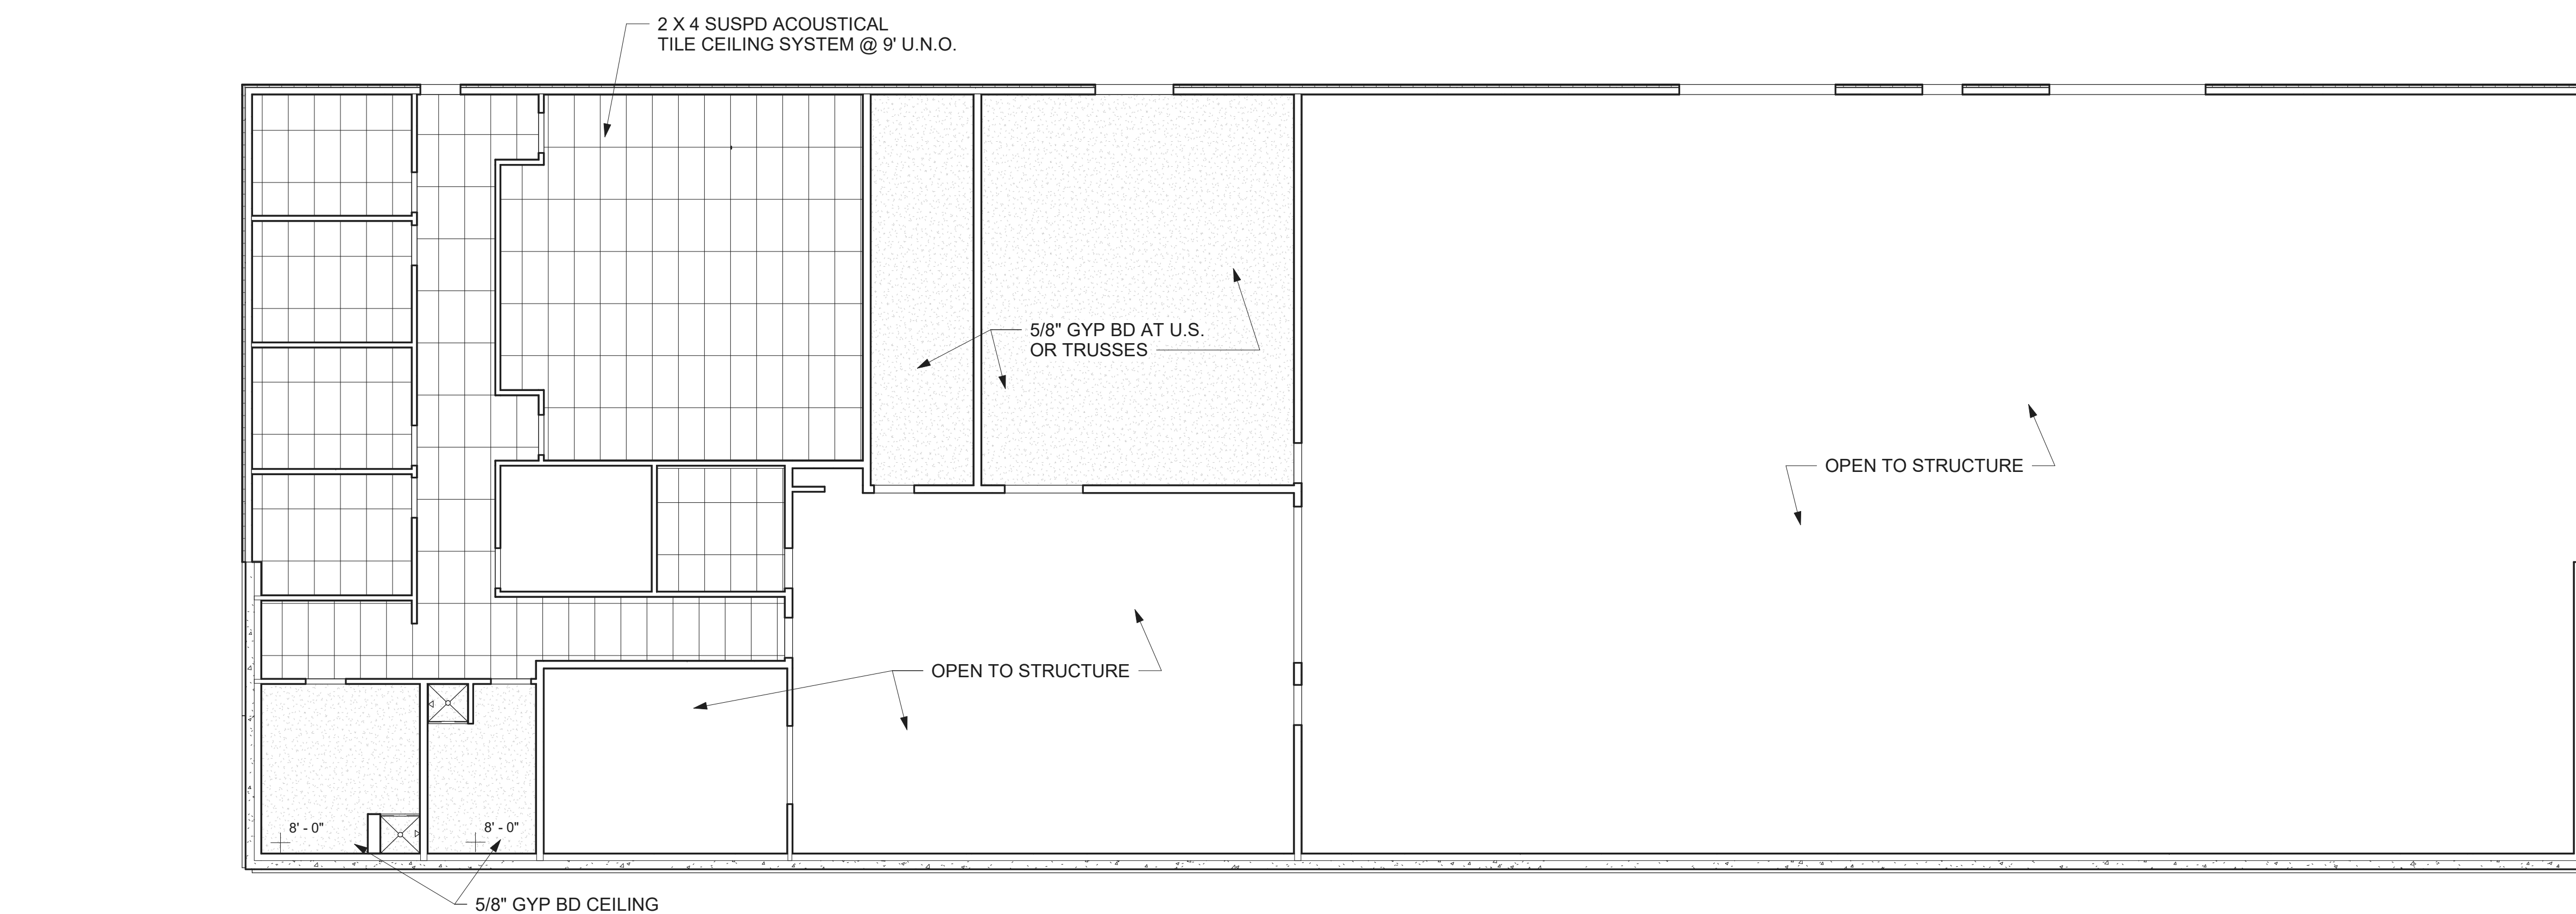 2 X 4 SUSPD ACOUSTICAL
TILE CEILING SYSTEM @ 9' U.N.O.
5/8" GYP BD AT U.S.
OR TRUSSES
OPEN TO STRUCTURE
OPEN TO STRUCTURE
8' - 0"
8' - 0"
5/8" GYP BD CEILING